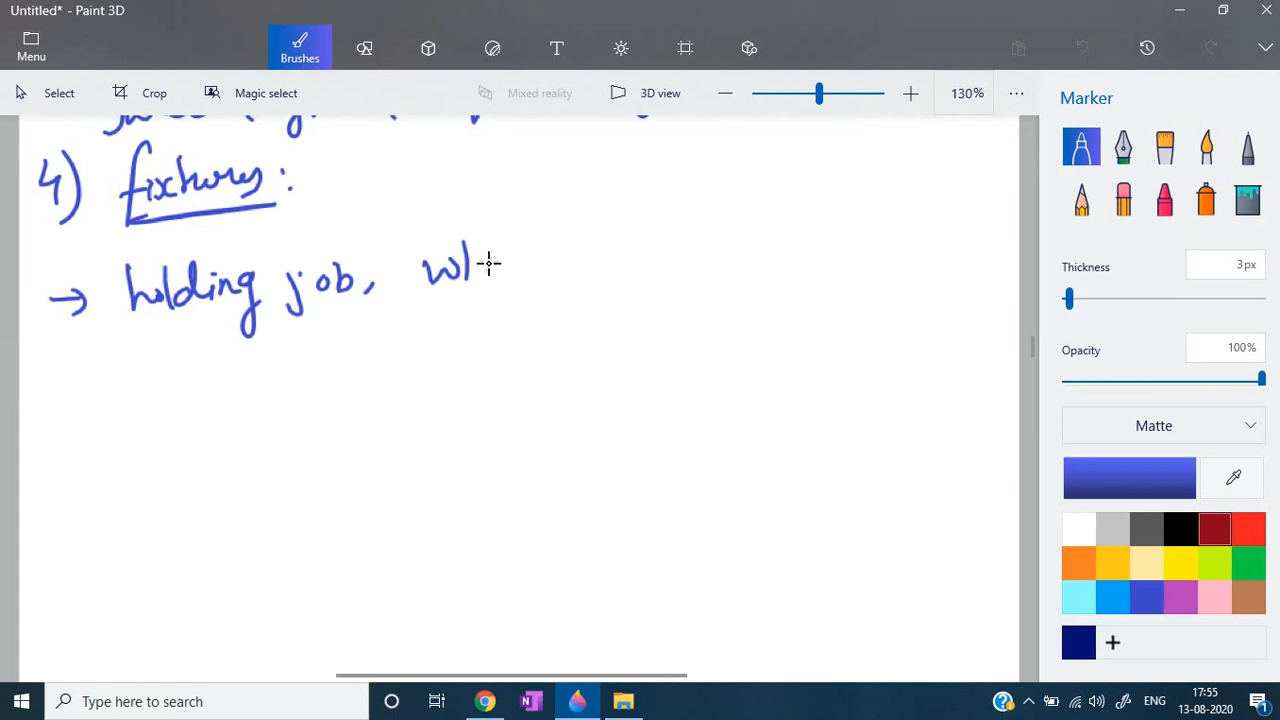 Untitled* - Paint 3D
Menu
Brushes
Select
Crop
Magic select
Mixed reality
3D view
130%
Marker
4) fixtures:
→ holding job,
Thickness
3px
Opacity
100%
Matte
Type here to search
ENG
17:55
13-08-2020
1